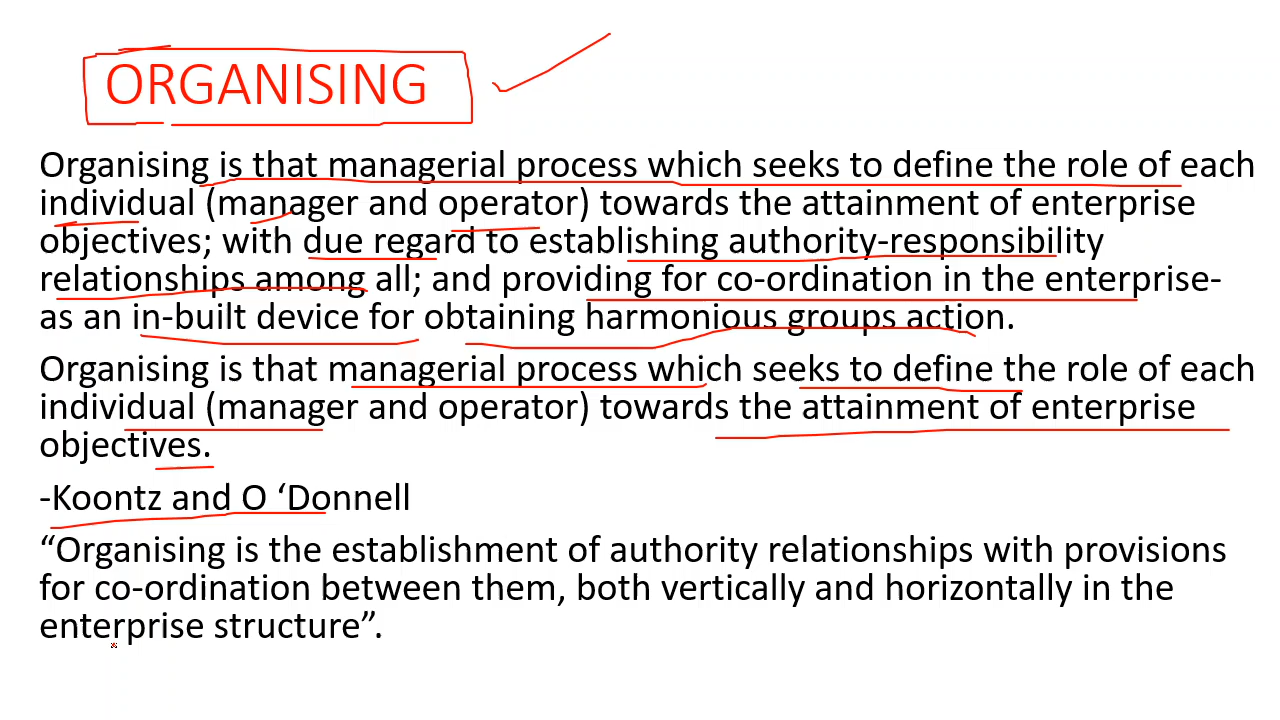 ORGANISING
Organising is that managerial process which seeks to define the role of each
individual (manager and operator) towards the attainment of enterprise
objectives; with due regard to establishing authority-responsibility
relationships among all; and providing for co-ordination in the enterprise-
as an in-built device for obtaining harmonious groups action.
Organising is that managerial process which seeks to define the role of each
individual (manager and operator) towards the attainment of enterprise
objectives.
-Koontz and O ‘Donnell
“Organising is the establishment of authority relationships with provisions
for co-ordination between them, both vertically and horizontally in the
enterprise structure”.